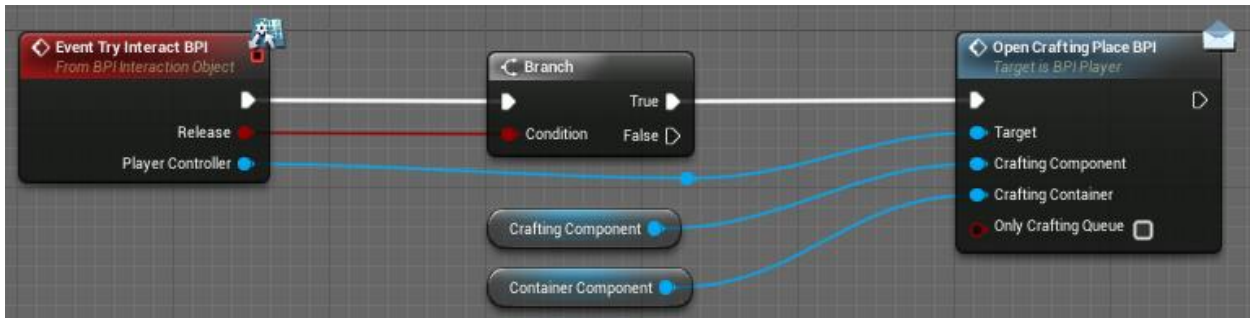 Event Try Interact BPI
From BPI Interaction Object
Release
Player Controller
Branch
True
Condition
False
Crafting Component
Container Component
Open Crafting Place BPI
Target is BPI Player
Target
Crafting Component
Crafting Container
Only Crafting Queue